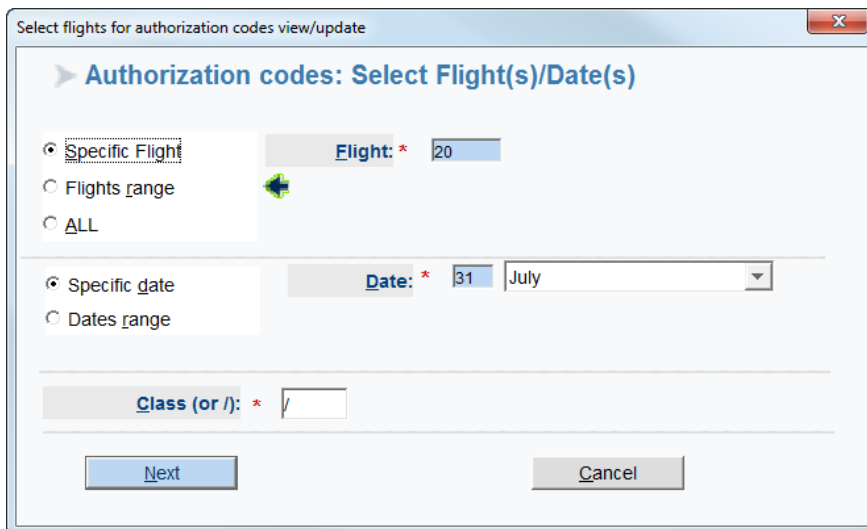 Select flights for authorization codes view/update
Authorization codes: Select Flight(s)/Date(s)
Specific Flight Flight: * 20
Flights range
ALL
Specific date Date: * 31 July
Dates range
Class (or /): * /
Next Cancel